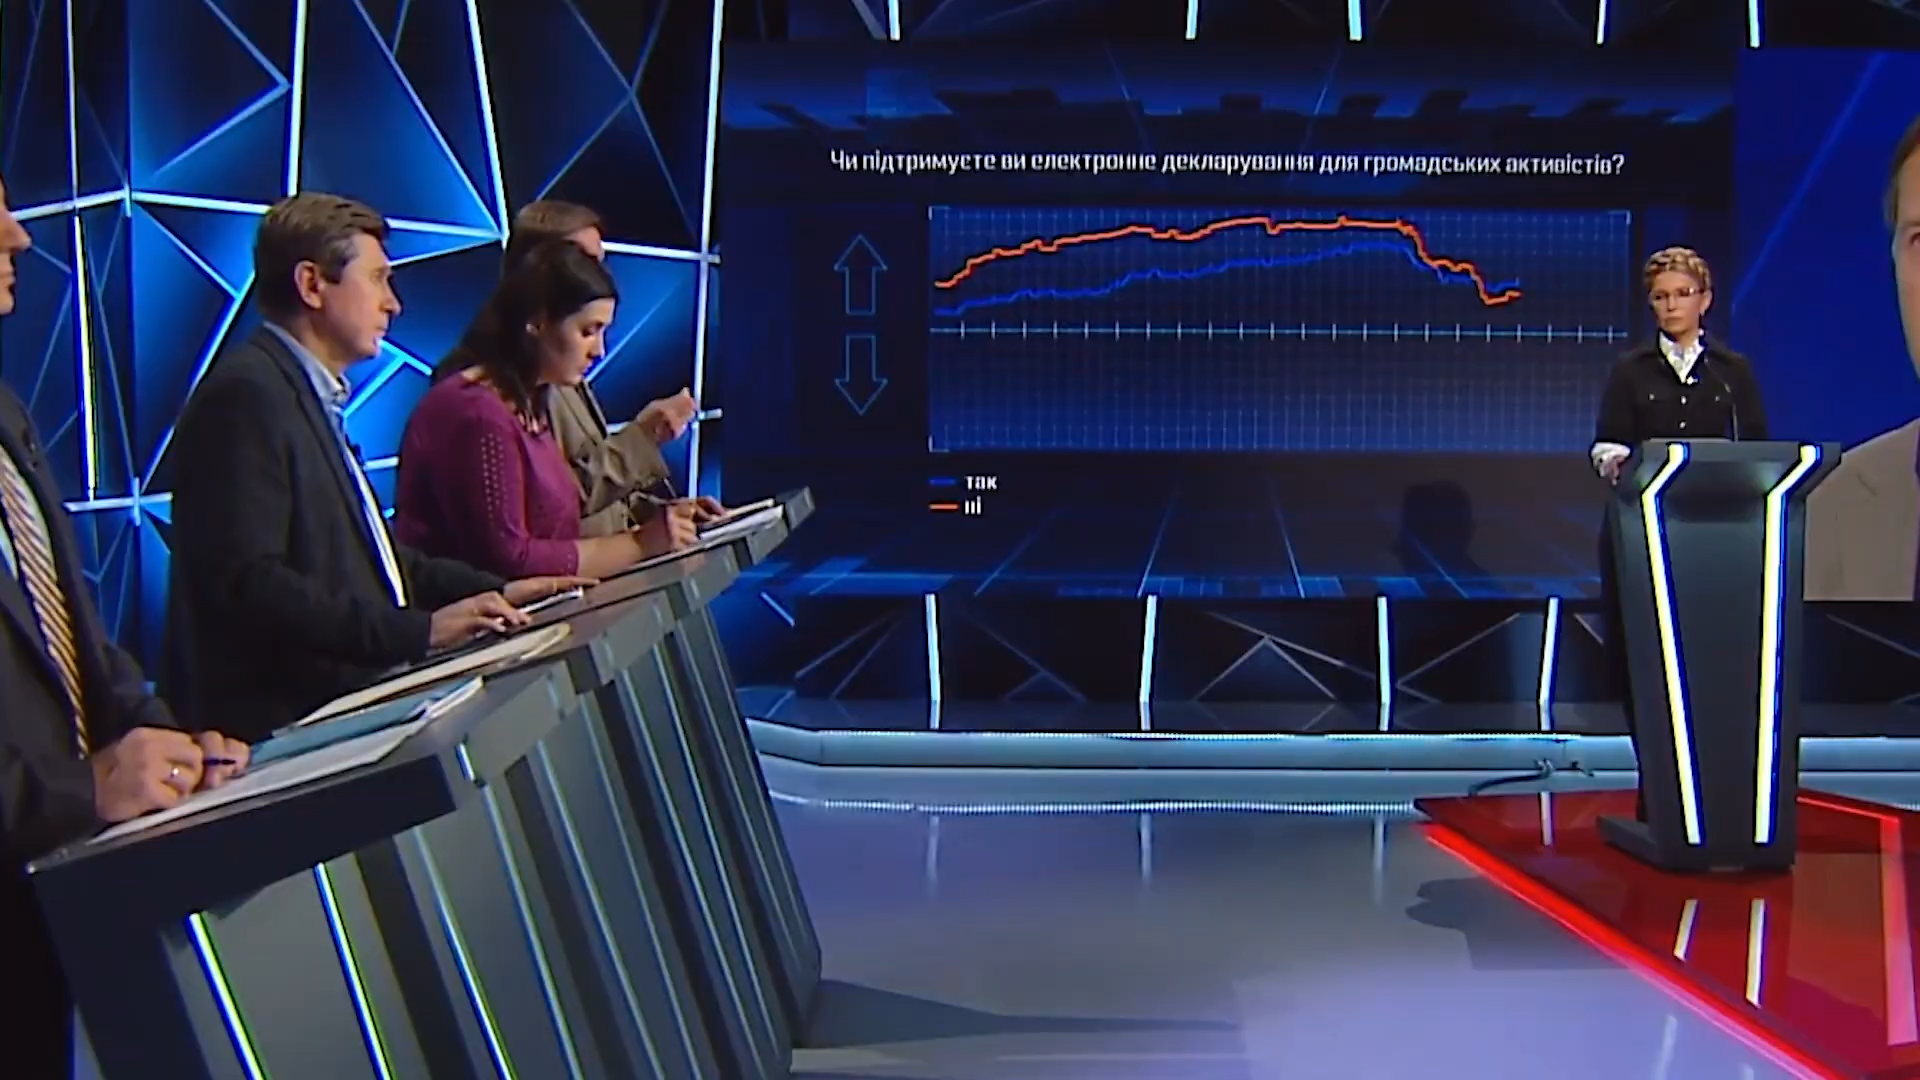 Чи підтримуєте ви електронне декларування для громадських активістів?
так
ні